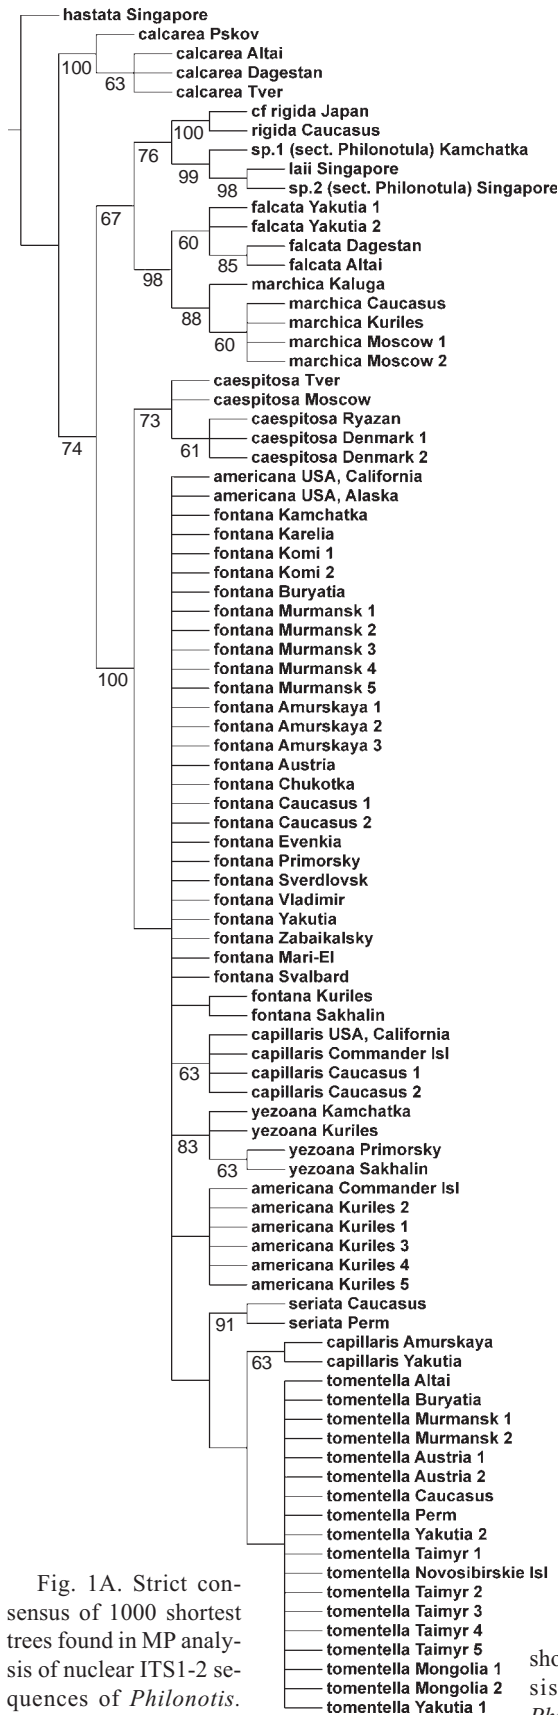 hastata Singapore
calcarea Pskov
calcarea Altai
100
calcarea Dagestan
63
calcarea Tver
cf rigida Japan
100
rigida Caucasus
76
sp.1 (sect. Philonotula) Kamchatka
99
laii Singapore
98
sp.2 (sect. Philonotula) Singapore
67
falcata Yakutia 1
falcata Yakutia 2
60
falcata Dagestan
85
falcata Altai
98
marchica Kaluga
marchica Caucasus
88
marchica Kuriles
60
marchica Moscow 1
marchica Moscow 2
caespitosa Tver
caespitosa Moscow
73
caespitosa Ryazan
74
61
caespitosa Denmark 1
caespitosa Denmark 2
americana USA, California
americana USA, Alaska
fontana Kamchatka
fontana Karelia
fontana Komi 1
fontana Komi 2
fontana Buryatia
fontana Murmansk 1
fontana Murmansk 2
fontana Murmansk 3
fontana Murmansk 4
100
fontana Murmansk 5
fontana Amurskaya 1
fontana Amurskaya 2
fontana Amurskaya 3
fontana Austria
fontana Chukotka
fontana Caucasus 1
fontana Caucasus 2
fontana Evenkia
fontana Primorsky
fontana Sverdlovsk
fontana Vladimir
fontana Yakutia
fontana Zabaikalsky
fontana Mari-El
fontana Svalbard
fontana Kuriles
fontana Sakhalin
capillaris USA, California
capillaris Commander Isl
63
capillaris Caucasus 1
capillaris Caucasus 2
yezoana Kamchatka
yezoana Kuriles
83
yezoana Primorsky
63
yezoana Sakhalin
americana Commander Isl
americana Kuriles 2
americana Kuriles 1
americana Kuriles 3
americana Kuriles 4
americana Kuriles 5
seriata Caucasus
91
seriata Perm
capillaris Amurskaya
63
capillaris Yakutia
tomentella Altai
tomentella Buryatia
tomentella Murmansk 1
tomentella Murmansk 2
tomentella Austria 1
tomentella Austria 2
tomentella Caucasus
tomentella Perm
tomentella Yakutia 2
tomentella Taimyr 1
tomentella Novosibirskie Isl
tomentella Taimyr 2
tomentella Taimyr 3
tomentella Taimyr 4
tomentella Taimyr 5
tomentella Mongolia 1
tomentella Mongolia 2
tomentella Yakutia 1
Fig. 1A. Strict con-
sensus of 1000 shortest
trees found in MP analy-
sis of nuclear ITS1-2 se-
quences of Philonotis.
sho
sis